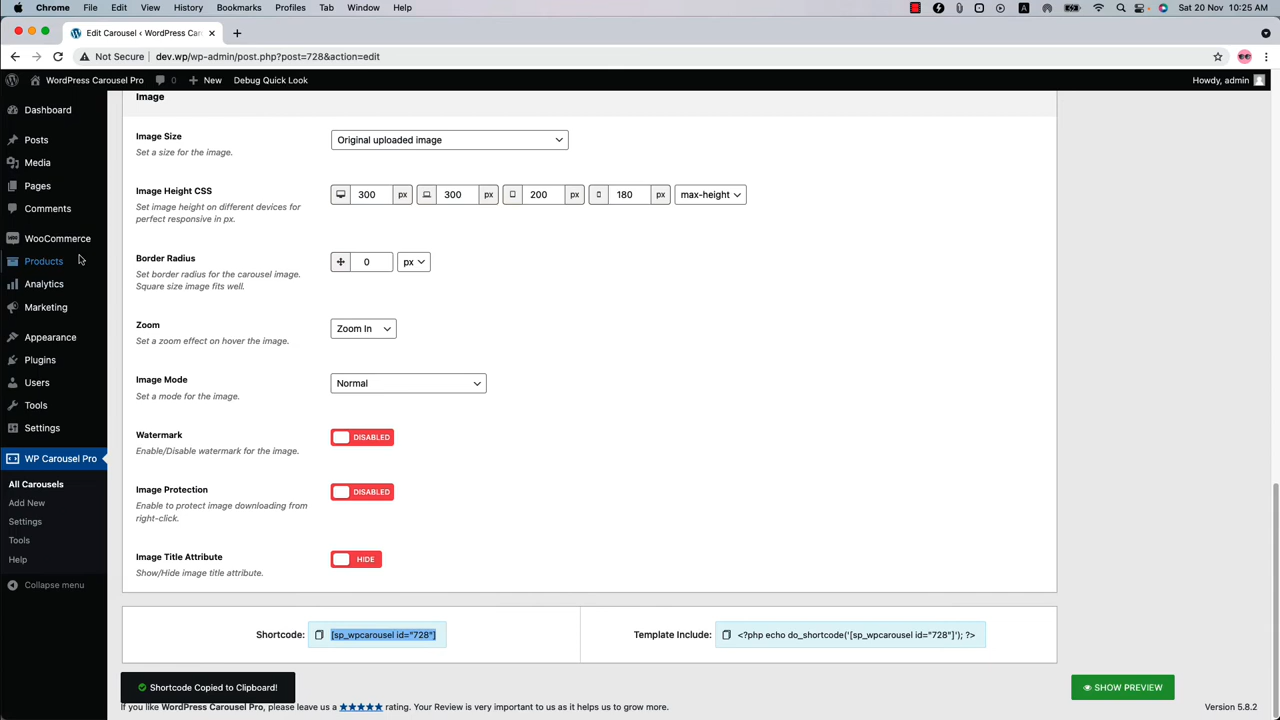 Chrome File Edit View History Bookmarks Profiles Tab Window Help Sat 20 Nov 10:25 AM
Edit Carousel ‹ WordPress Car
Not Secure dev.wp/wp-admin/post.php?post=728&action=edit
WordPress Carousel Pro 0 New Debug Quick Look Howdy, admin
Dashboard
Posts
Media
Pages
Comments
WooCommerce
Products
Analytics
Marketing
Appearance
Plugins
Users
Tools
Settings
WP Carousel Pro
All Carousels
Add New
Settings
Tools
Help
Collapse menu
Image
Image Size
Set a size for the image.
Original uploaded image
Image Height CSS
Set image height on different devices for
perfect responsive in px.
300 px 300 px 200 px 180 px max-height
Border Radius
Set border radius for the carousel image.
Square size image fits well.
0 px
Zoom
Set a zoom effect on hover the image.
Zoom In
Image Mode
Set a mode for the image.
Normal
Watermark
Enable/Disable watermark for the image.
DISABLED
Image Protection
Enable to protect image downloading from
right-click.
DISABLED
Image Title Attribute
Show/Hide image title attribute.
HIDE
Shortcode: [sp_wpcarousel id="728"]
Template Include: <?php echo do_shortcode('[sp_wpcarousel id="728"]'); ?>
Shortcode Copied to Clipboard!
SHOW PREVIEW
If you like WordPress Carousel Pro, please leave us a ★★★★★ rating. Your Review is very important to us as it helps us to grow more.
Version 5.8.2